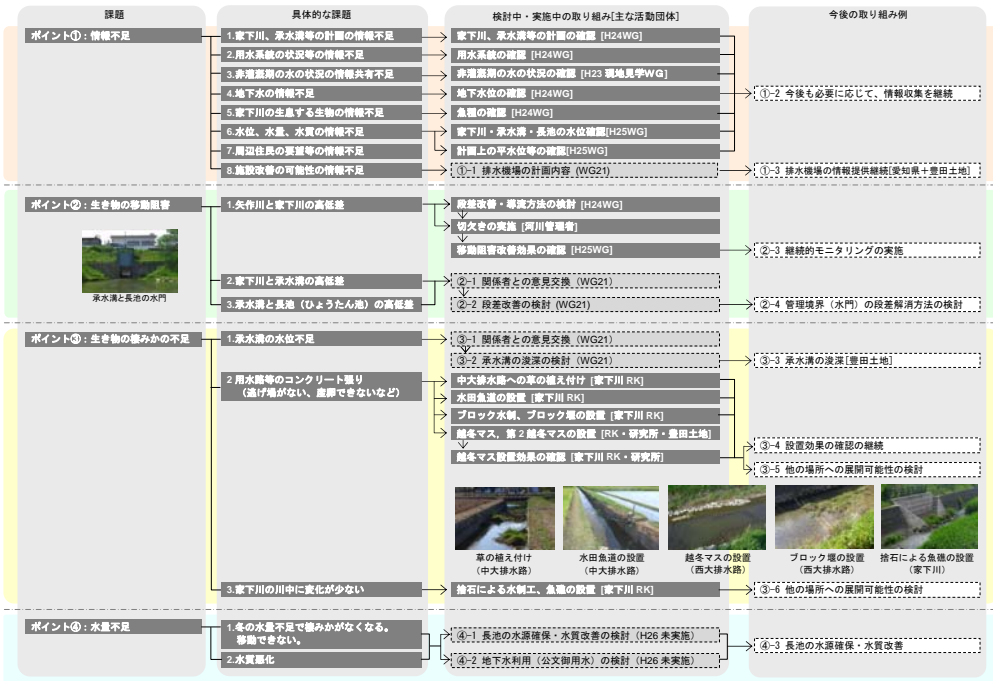 課題
具体的な課題
検討中・実施中の取り組み[主な活動団体]
今後の取り組み例
ポイント①：情報不足
1.家下川、承水溝等の計画の情報不足
2.用水系統の状況等の情報不足
3.非灌漑期の水の状況の情報共有不足
4.地下水の情報不足
5.家下川の生息する生物の情報不足
6.水位、水量、水質の情報不足
7.周辺住民の要望等の情報不足
8.施設改善の可能性の情報不足
家下川、承水溝等の計画の確認 [H24WG]
用水系統の確認 [H24WG]
非灌漑期の水の状況の確認 [H23 現地見学WG]
地下水位の確認 [H24WG]
魚種の確認 [H24WG]
家下川・承水溝・長池の水位確認[H25WG]
計画上の平水位等の確認[H25WG]
①-1 排水機場の計画内容 (WG21)
①-2 今後も必要に応じて、情報収集を継続
①-3 排水機場の情報提供継続[愛知県＋豊田土地]
ポイント②：生き物の移動阻害
承水溝と長池の水門
1.矢作川と家下川の高低差
2.家下川と承水溝の高低差
3.承水溝と長池（ひょうたん池）の高低差
段差改善・導流方法の検討 [H24WG]
切欠きの実施 [河川管理者]
移動阻害改善効果の確認 [H25WG]
②-1 関係者との意見交換 (WG21)
②-2 段差改善の検討 (WG21)
②-3 継続的モニタリングの実施
②-4 管理境界（水門）の段差解消方法の検討
ポイント③：生き物の棲みかの不足
1.承水溝の水位不足
2 用水路等のコンクリート張り
（逃げ場がない、産卵できないなど）
3.家下川の川中に変化が少ない
③-1 関係者との意見交換（WG21）
③-2 承水溝の浚渫の検討（WG21）
中大排水路への草の植え付け [家下川 RK]
水田魚道の設置 [家下川 RK]
ブロック水制、ブロック堰の設置 [家下川 RK]
越冬マス，第２越冬マスの設置 [RK・研究所・豊田土地]
越冬マス設置効果の確認 [家下川 RK・研究所]
③-3 承水溝の浚渫[豊田土地]
③-4 設置効果の確認の継続
③-5 他の場所への展開可能性の検討
草の植え付け
（中大排水路）
水田魚道の設置
（中大排水路）
越冬マスの設置
（西大排水路）
ブロック堰の設置
（西大排水路）
捨石による魚礁の設置
（家下川）
捨石による水制工、魚礁の設置 [家下川 RK]
③-6 他の場所への展開可能性の検討
ポイント④：水量不足
1.冬の水量不足で棲みかがなくなる。
移動できない。
2.水質悪化
④-1 長池の水源確保・水質改善の検討（H26 未実施）
④-2 地下水利用（公文御用水）の検討（H26 未実施）
④-3 長池の水源確保・水質改善